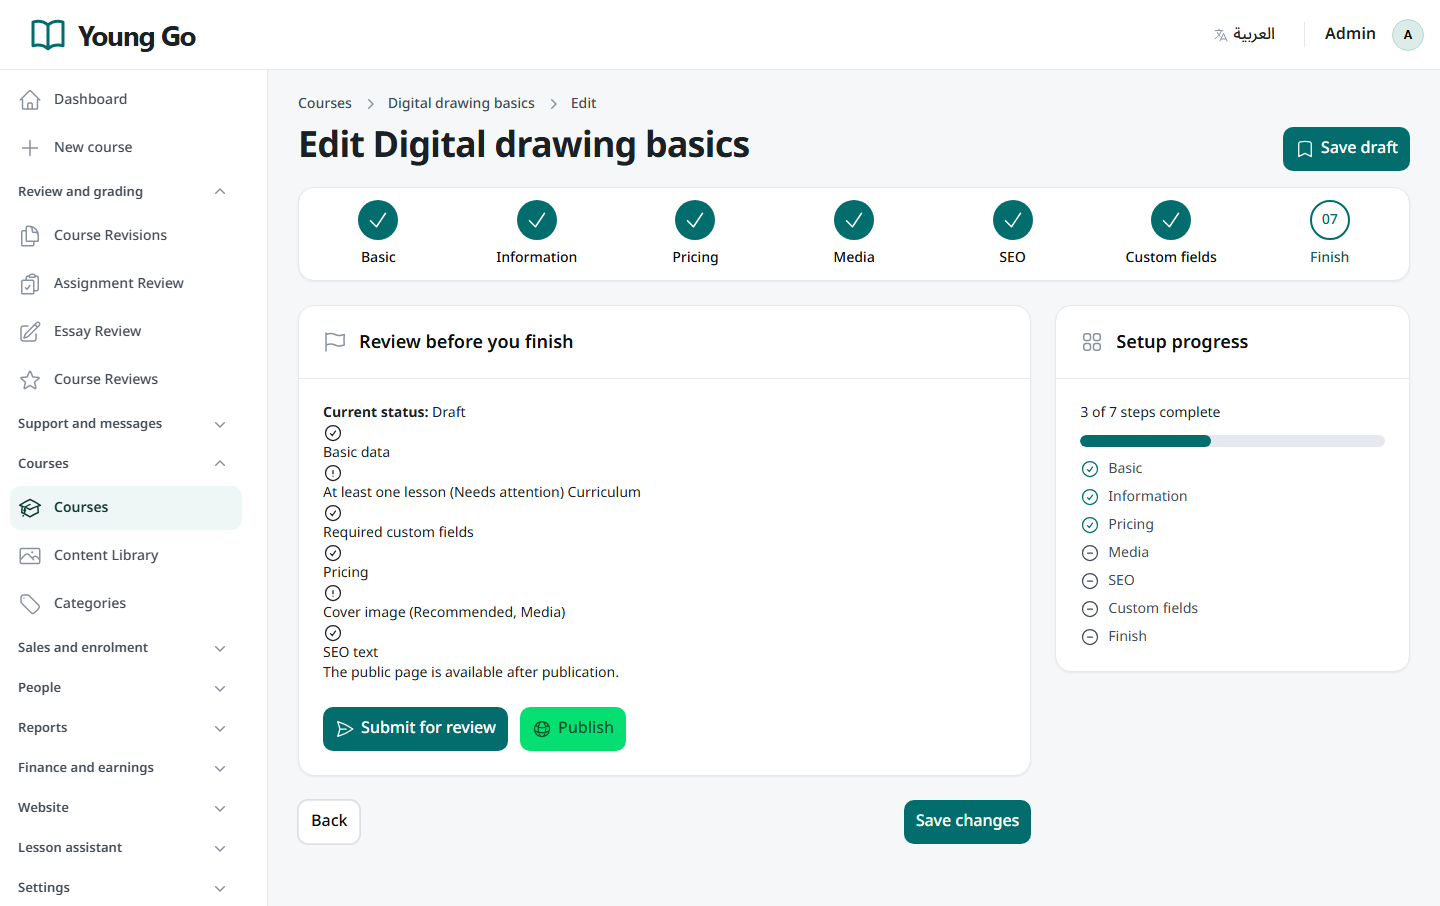 Young Go
العربية
Admin
A
Dashboard
New course
Review and grading
Course Revisions
Assignment Review
Essay Review
Course Reviews
Support and messages
Courses
Courses
Content Library
Categories
Sales and enrolment
People
Reports
Finance and earnings
Website
Lesson assistant
Settings
Courses > Digital drawing basics > Edit
Edit Digital drawing basics
Save draft
Basic
Information
Pricing
Media
SEO
Custom fields
07
Finish
Review before you finish
Current status: Draft
Basic data
At least one lesson (Needs attention) Curriculum
Required custom fields
Pricing
Cover image (Recommended, Media)
SEO text
The public page is available after publication.
Submit for review
Publish
Back
Save changes
Setup progress
3 of 7 steps complete
Basic
Information
Pricing
Media
SEO
Custom fields
Finish